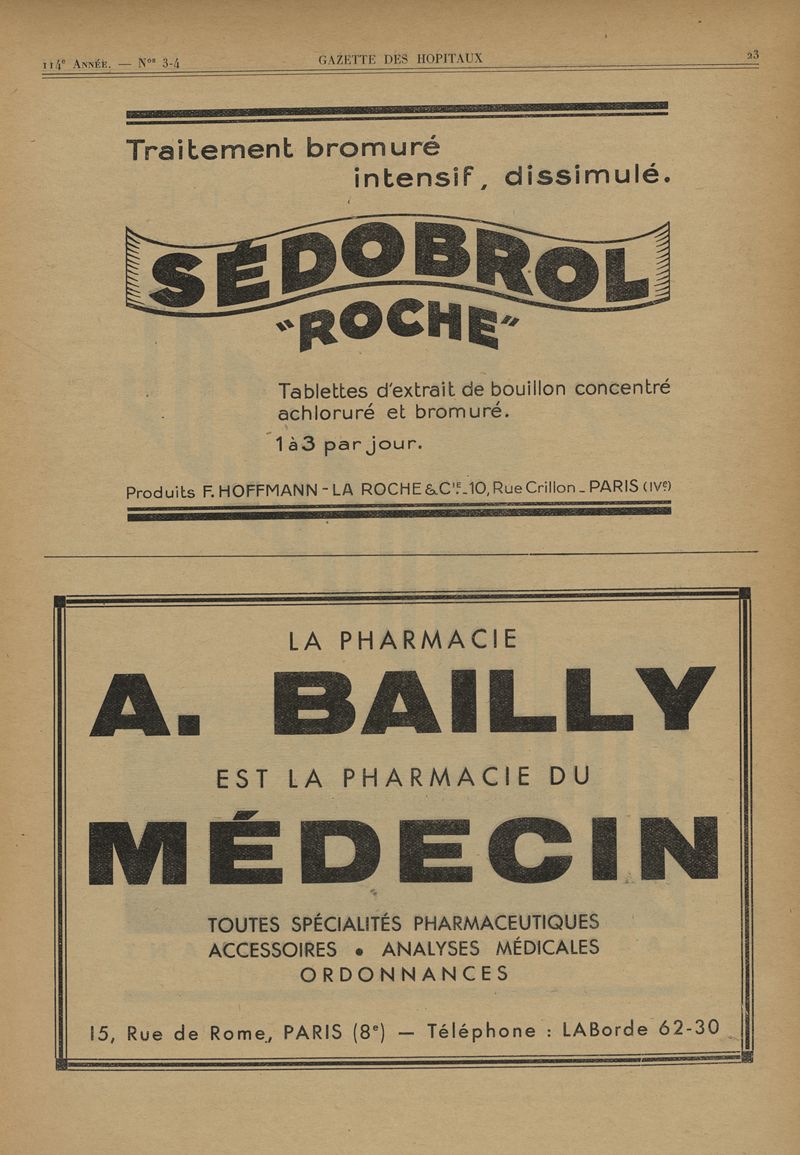 114e ANNÉE. — Nos 3-4
GAZETTE DES HOPITAUX
23
Traitement bromuré
intensif, dissimulé.
SÉDOBROL
"ROCHE"
Tablettes d'extrait de bouillon concentré
achloruré et bromuré.
1 à 3 par jour.
Produits F. HOFFMANN - LA ROCHE & Cie. - 10, Rue Crillon - PARIS (IVe)
LA PHARMACIE
A. BAILLY
EST LA PHARMACIE DU
MÉDECIN
TOUTES SPÉCIALITÉS PHARMACEUTIQUES
ACCESSOIRES • ANALYSES MÉDICALES
ORDONNANCES
15, Rue de Rome, PARIS (8e) — Téléphone : LABorde 62-30